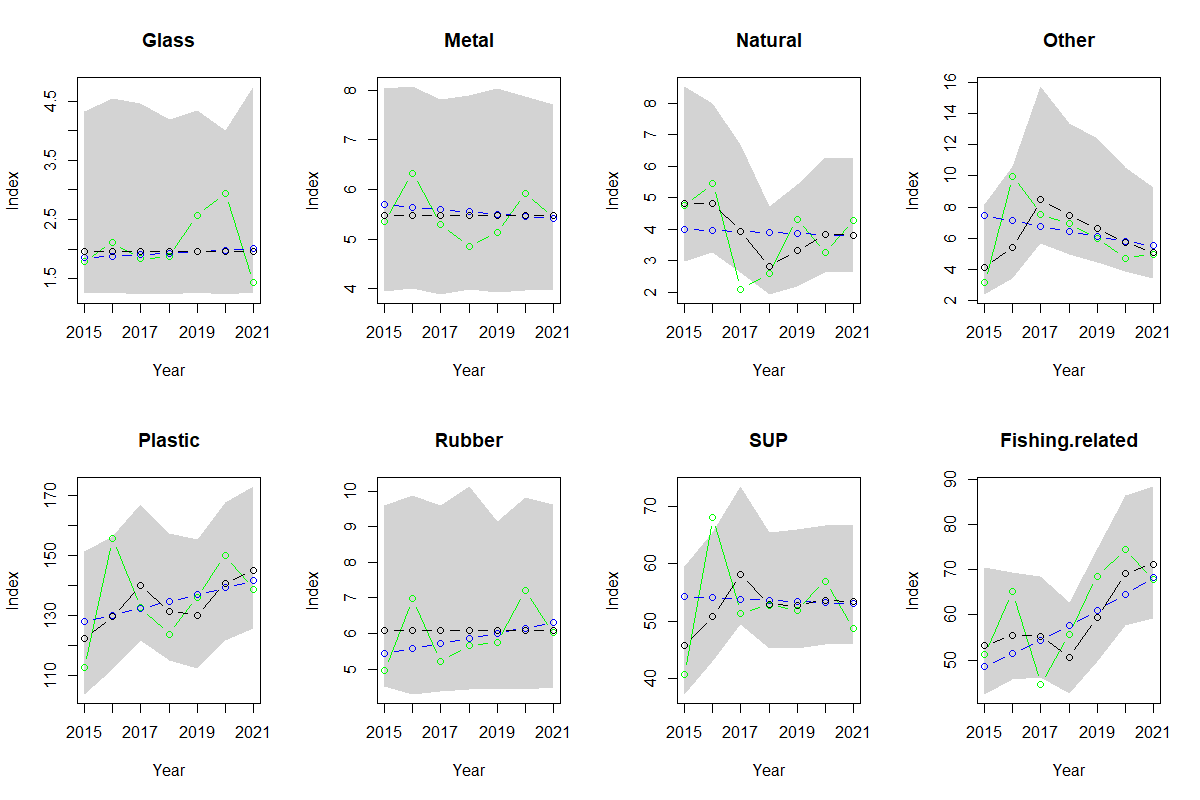 Glass
Index
4.5
3.5
2.5
1.5
2015 2017 2019 2021
Year
Metal
Index
8
7
6
5
4
2015 2017 2019 2021
Year
Natural
Index
8
7
6
5
4
3
2
2015 2017 2019 2021
Year
Other
Index
16
14
12
10
8
6
4
2
2015 2017 2019 2021
Year
Plastic
Index
170
150
130
110
2015 2017 2019 2021
Year
Rubber
Index
10
9
8
7
6
5
2015 2017 2019 2021
Year
SUP
Index
70
60
50
40
2015 2017 2019 2021
Year
Fishing.related
Index
90
80
70
60
50
2015 2017 2019 2021
Year